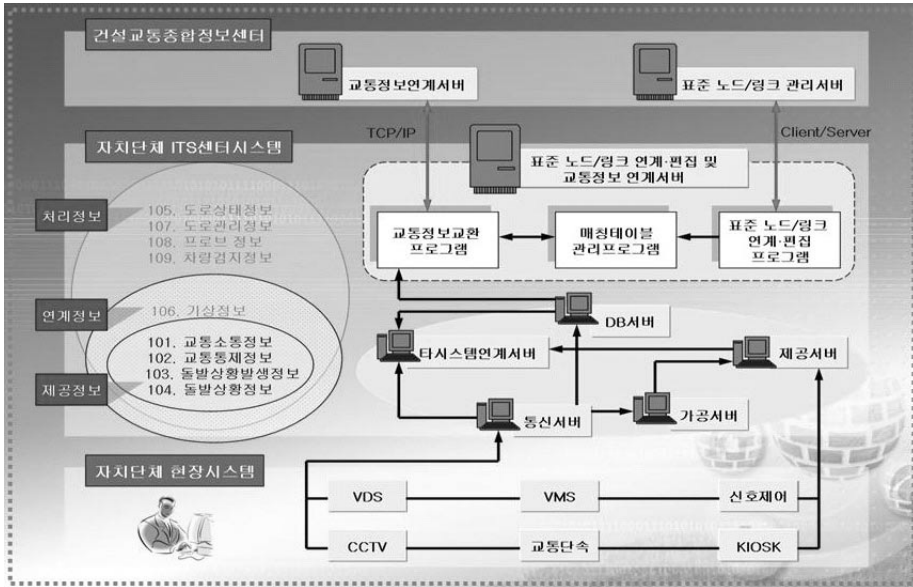 건설교통종합정보센터
교통정보연계서버
표준 노드/링크 관리서버
TCP/IP
Client/Server
자치단체 ITS센터시스템
표준 노드/링크 연계·편집 및
교통정보 연계서버
처리정보
105. 도로상태정보
107. 도로관리정보
108. 프로브 정보
109. 차량검지정보
교통정보교환
프로그램
매칭테이블
관리프로그램
표준 노드/링크
연계·편집
프로그램
연계정보
106. 기상정보
101. 교통소통정보
102. 교통통제정보
103. 돌발상황발생정보
104. 돌발상황정보
제공정보
DB서버
타시스템연계서버
제공서버
통신서버
가공서버
자치단체 현장시스템
VDS
VMS
신호제어
CCTV
교통단속
KIOSK